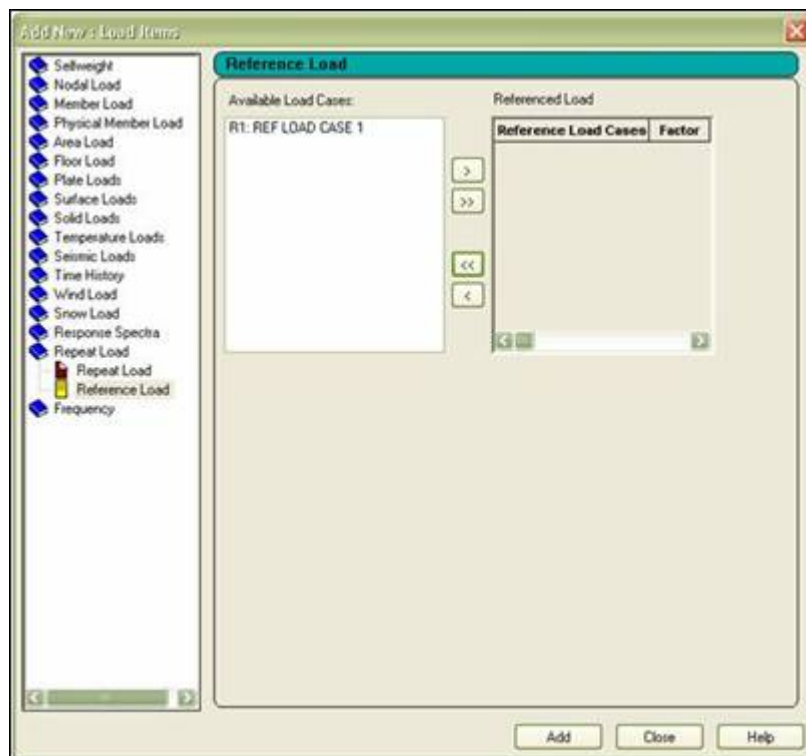 Add New : Load Items
Selfweight
Nodal Load
Member Load
Physical Member Load
Area Load
Floor Load
Plate Loads
Surface Loads
Solid Loads
Temperature Loads
Seismic Loads
Time History
Wind Load
Snow Load
Response Spectra
Repeat Load
Repeat Load
Reference Load
Frequency
Reference Load
Available Load Cases:
R1: REF LOAD CASE 1
>
>>
<<
<
Referenced Load
Reference Load Cases Factor
Add Close Help